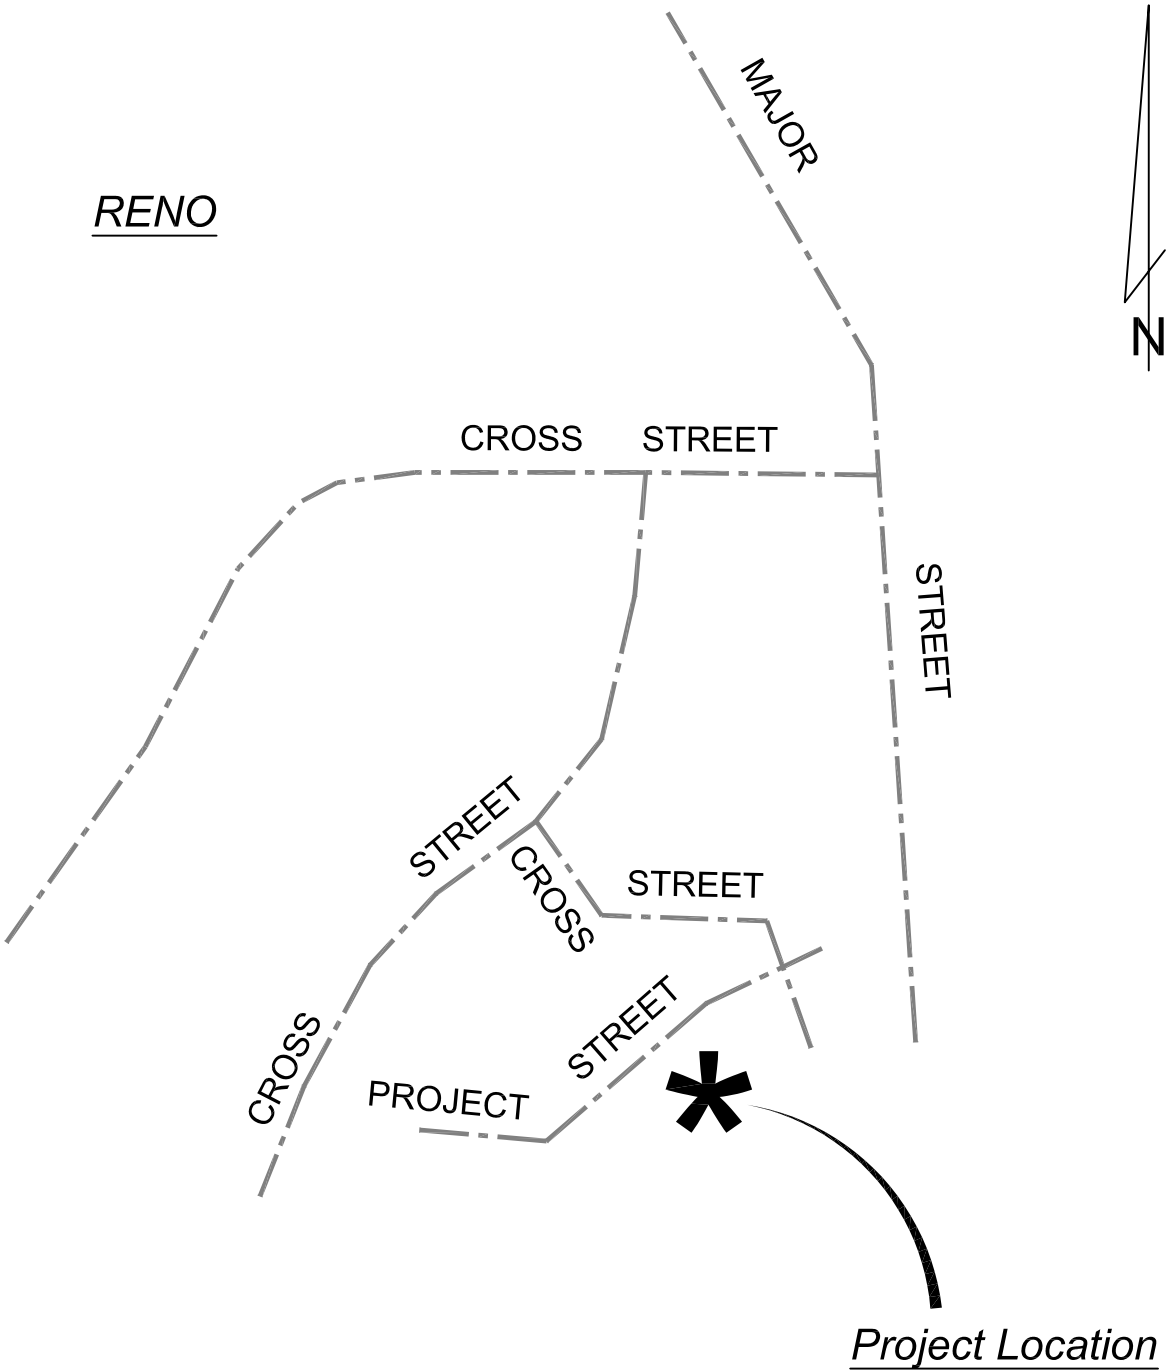 MAJOR
RENO
N
CROSS STREET
STREET
STREET
CROSS
STREET
STREET
CROSS
PROJECT
Project Location